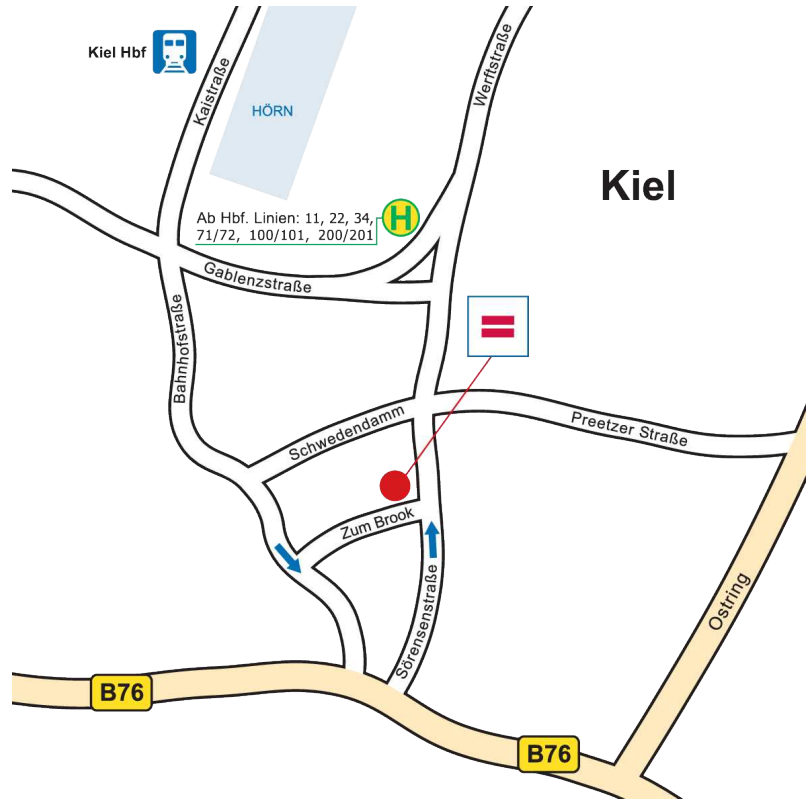 Kiel Hbf
Kaistraße
HÖRN
Werftstraße
Kiel
Ab Hbf. Linien: 11, 22, 34,
71/72, 100/101, 200/201
H
Gablenzstraße
Bahnhofstraße
Schwedendamm
Preetzer Straße
Zum Brook
Sörensenstraße
Ostring
B76
B76